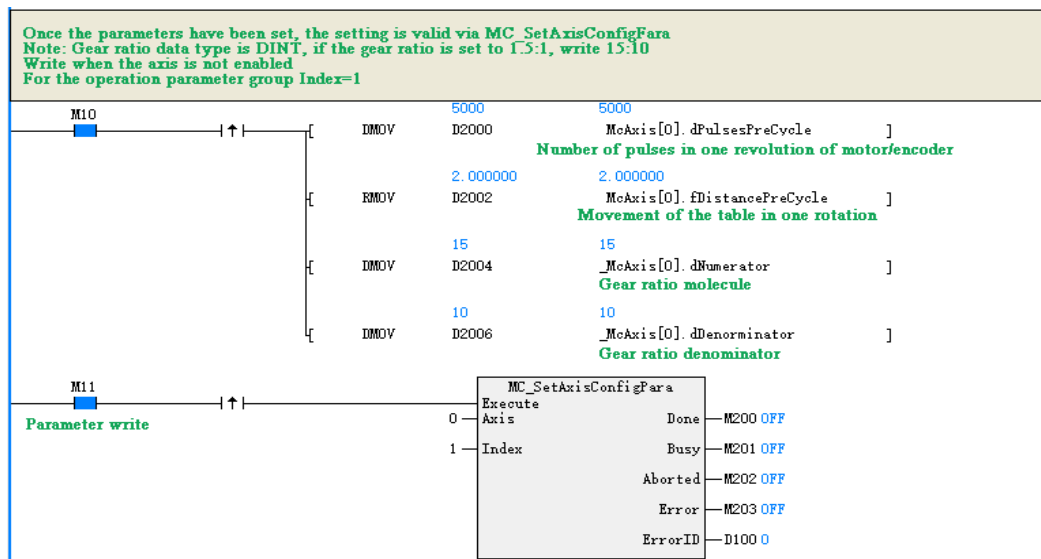 Once the parameters have been set, the setting is valid via MC_SetAxisConfigFara
Note: Gear ratio data type is DINT, if the gear ratio is set to 1.5:1, write 15:10
Write when the axis is not enabled
For the operation parameter group Index=1
M10
5000 5000
[ DMOV D2000 _McAxis[0].dPulsesPreCycle ]
Number of pulses in one revolution of motor/encoder
2.000000 2.000000
[ RMOV D2002 _McAxis[0].fDistancePreCycle ]
Movement of the table in one rotation
15 15
[ DMOV D2004 _McAxis[0].dNumerator ]
Gear ratio molecule
10 10
[ DMOV D2006 _McAxis[0].dDenorminator ]
Gear ratio denominator
M11
Parameter write
MC_SetAxisConfigPara
Execute
0 Axis Done M200 OFF
1 Index Busy M201 OFF
Aborted M202 OFF
Error M203 OFF
ErrorID D100 0